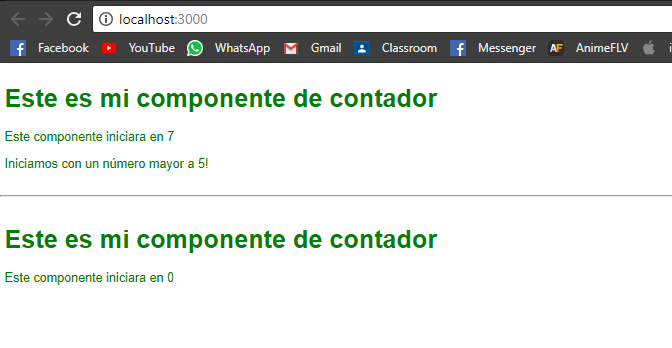 localhost:3000
Facebook YouTube WhatsApp Gmail Classroom Messenger AF AnimeFLV i
Este es mi componente de contador
Este componente iniciara en 7
Iniciamos con un número mayor a 5!
Este es mi componente de contador
Este componente iniciara en 0